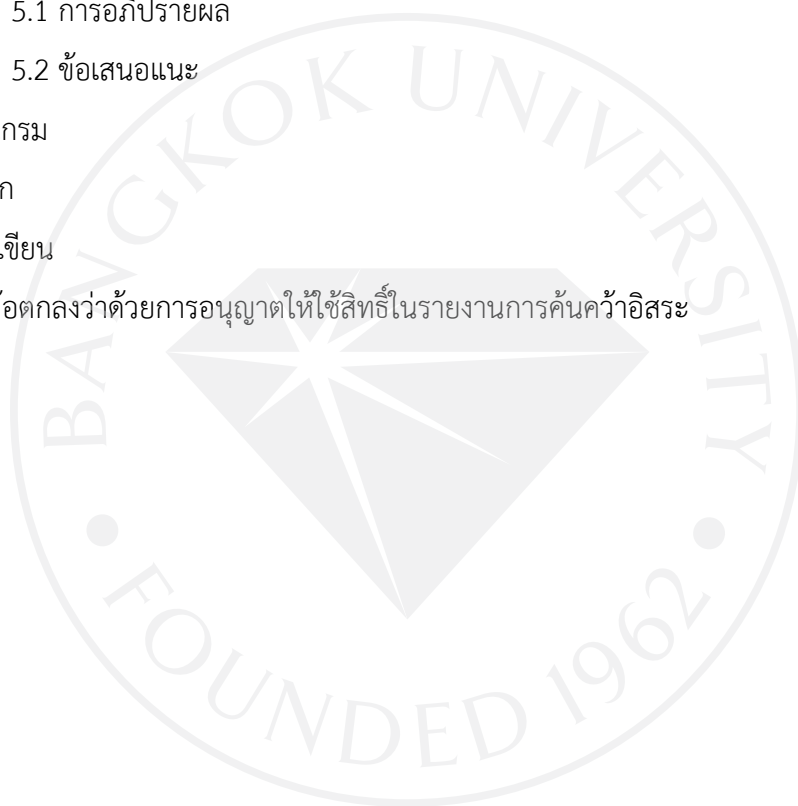 5.1 การอภิปรายผล
5.2 ข้อเสนอแนะ
กรม
ก
เขียน
อตกลงว่าด้วยการอนุญาตให้ใช้สิทธิ์ในรายงานการค้นคว้าอิสระ
BANGKOK UNIVERSITY
FOUNDED 1962